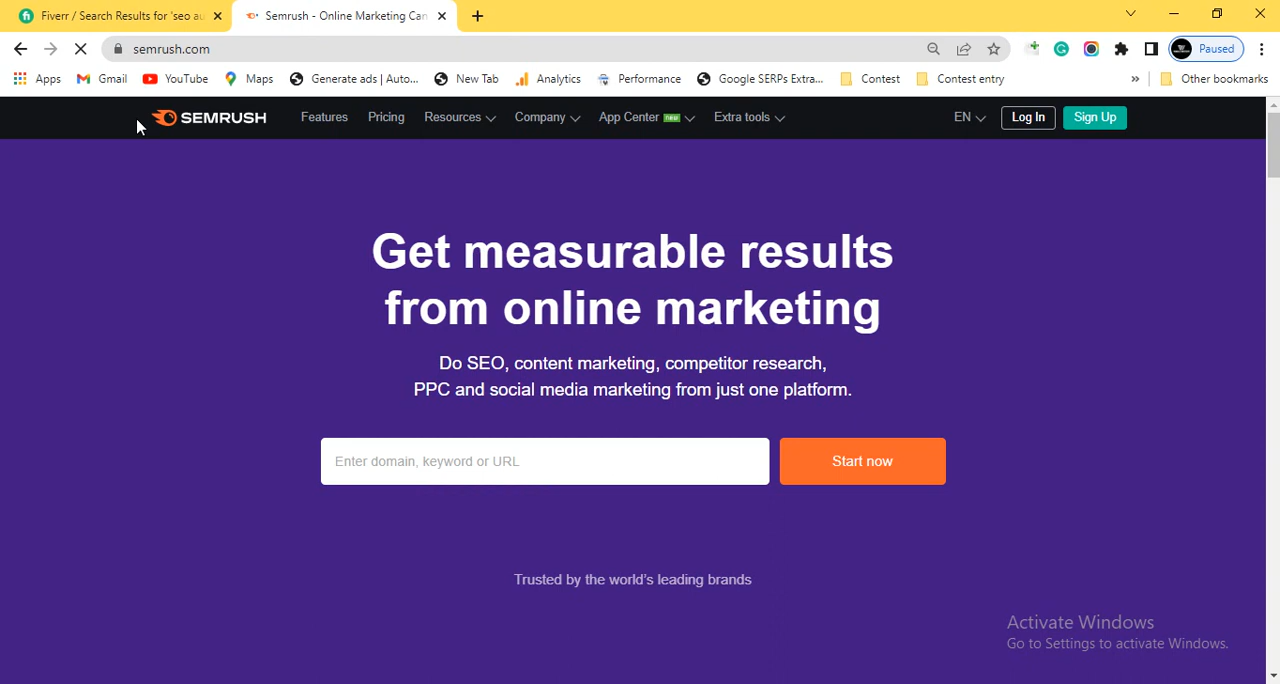 Fiverr / Search Results for 'seo au
Semrush - Online Marketing Can
semrush.com
Paused
Apps
Gmail
YouTube
Maps
Generate ads | Auto...
New Tab
Analytics
Performance
Google SERPs Extra...
Contest
Contest entry
»
Other bookmarks
SEMRUSH
Features
Pricing
Resources
Company
App Center new
Extra tools
EN
Log In
Sign Up
Get measurable results
from online marketing
Do SEO, content marketing, competitor research,
PPC and social media marketing from just one platform.
Enter domain, keyword or URL
Start now
Trusted by the world's leading brands
Activate Windows
Go to Settings to activate Windows.